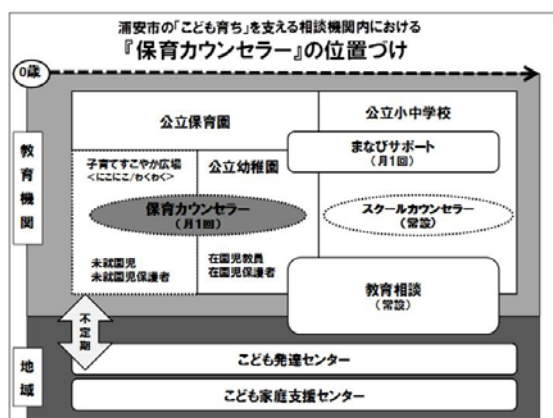 浦安市の「こども育ち」を支える相談機関内における
『保育カウンセラー』の位置づけ
0歳
教育機関
公立保育園
公立小中学校
まなびサポート
(月1回)
子育てすこやか広場
<にこにこ/わくわく>
公立幼稚園
保育カウンセラー
(月1回)
スクールカウンセラー
(常設)
未就園児
未就園児保護者
在園児教員
在園児保護者
教育相談
(常設)
不定期
地域
こども発達センター
こども家庭支援センター